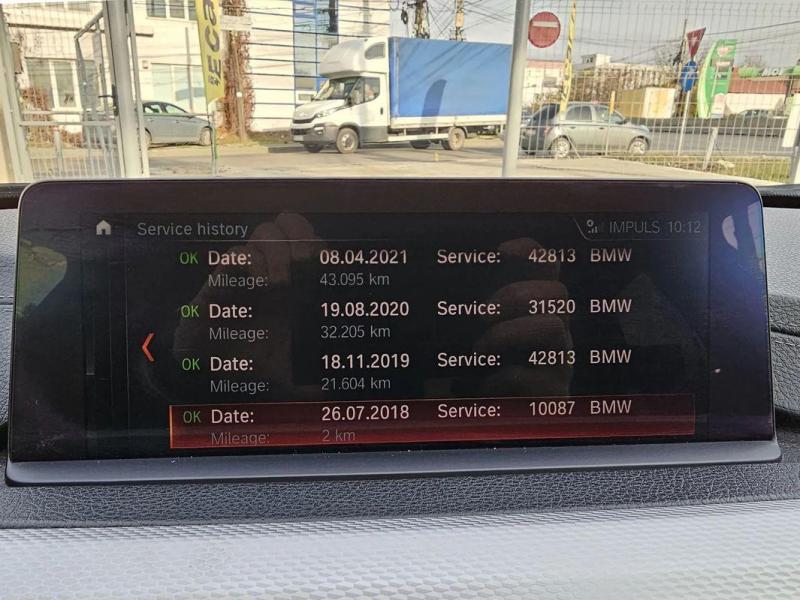 Service history
IMPULS 10:12
OK Date: 08.04.2021 Service: 42813 BMW
Mileage: 43.095 km
OK Date: 19.08.2020 Service: 31520 BMW
Mileage: 32.205 km
OK Date: 18.11.2019 Service: 42813 BMW
Mileage: 21.604 km
OK Date: 26.07.2018 Service: 10087 BMW
Mileage: 2 km